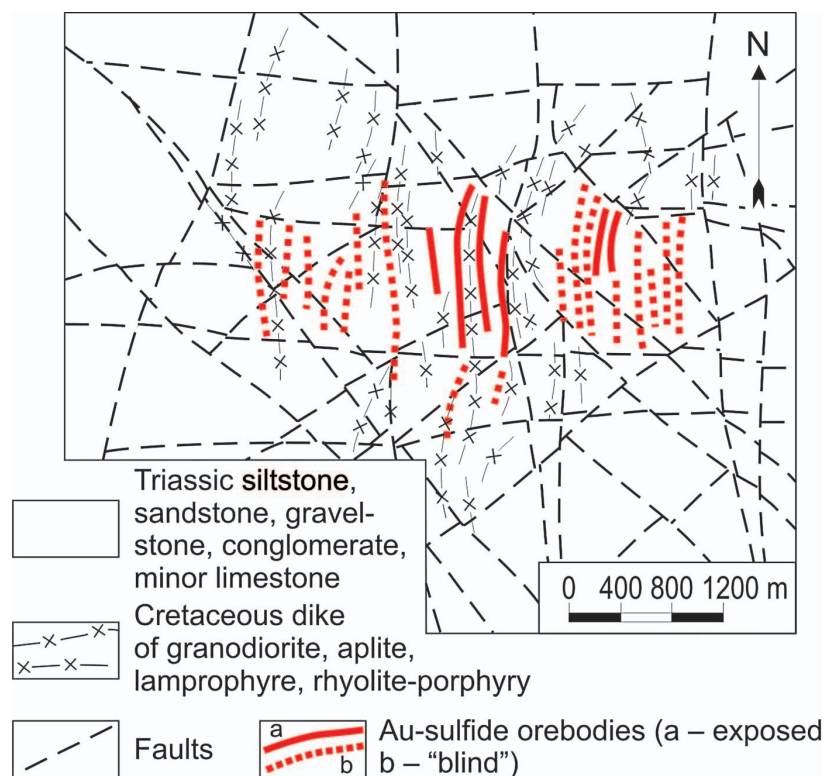 N
Triassic siltstone,
sandstone, gravel-
stone, conglomerate,
minor limestone
0 400 800 1200 m
Cretaceous dike
of granodiorite, aplite,
lamprophyre, rhyolite-porphyry
Faults
a
b
Au-sulfide orebodies (a – exposed
b – “blind”)